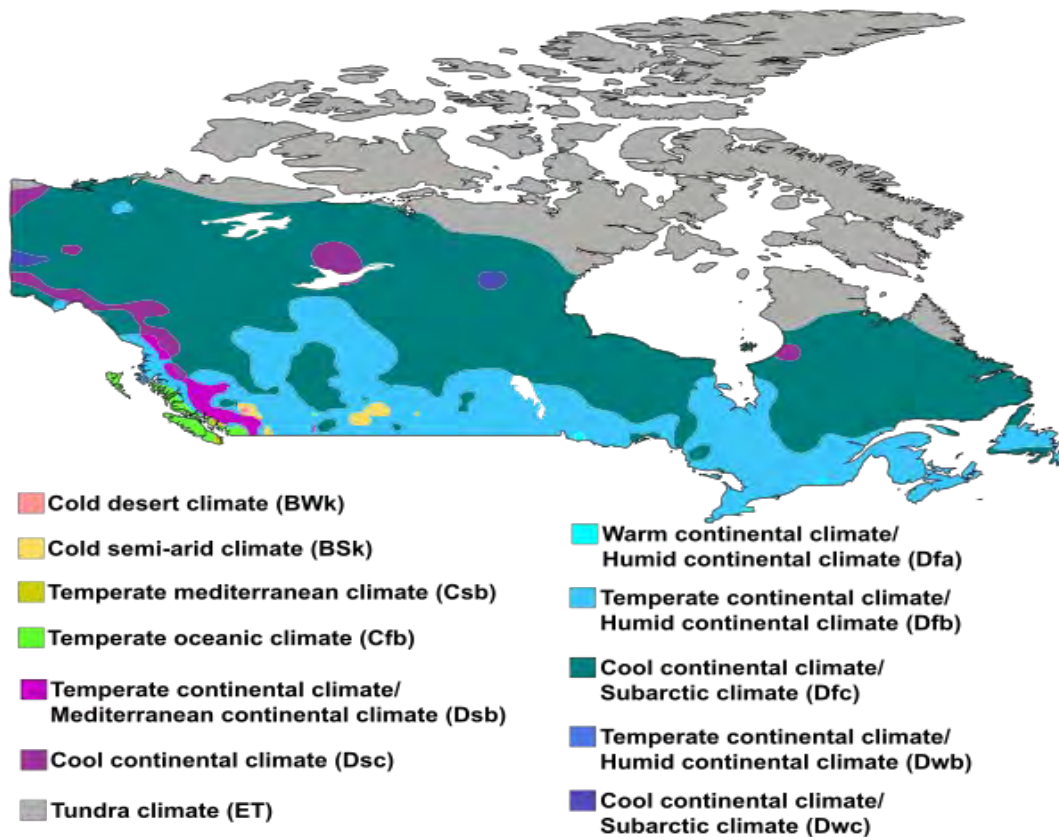 Cold desert climate (BWk)
Cold semi-arid climate (BSk)
Temperate mediterranean climate (Csb)
Temperate oceanic climate (Cfb)
Temperate continental climate/
Mediterranean continental climate (Dsb)
Cool continental climate (Dsc)
Tundra climate (ET)
Warm continental climate/
Humid continental climate (Dfa)
Temperate continental climate/
Humid continental climate (Dfb)
Cool continental climate/
Subarctic climate (Dfc)
Temperate continental climate/
Humid continental climate (Dwb)
Cool continental climate/
Subarctic climate (Dwc)